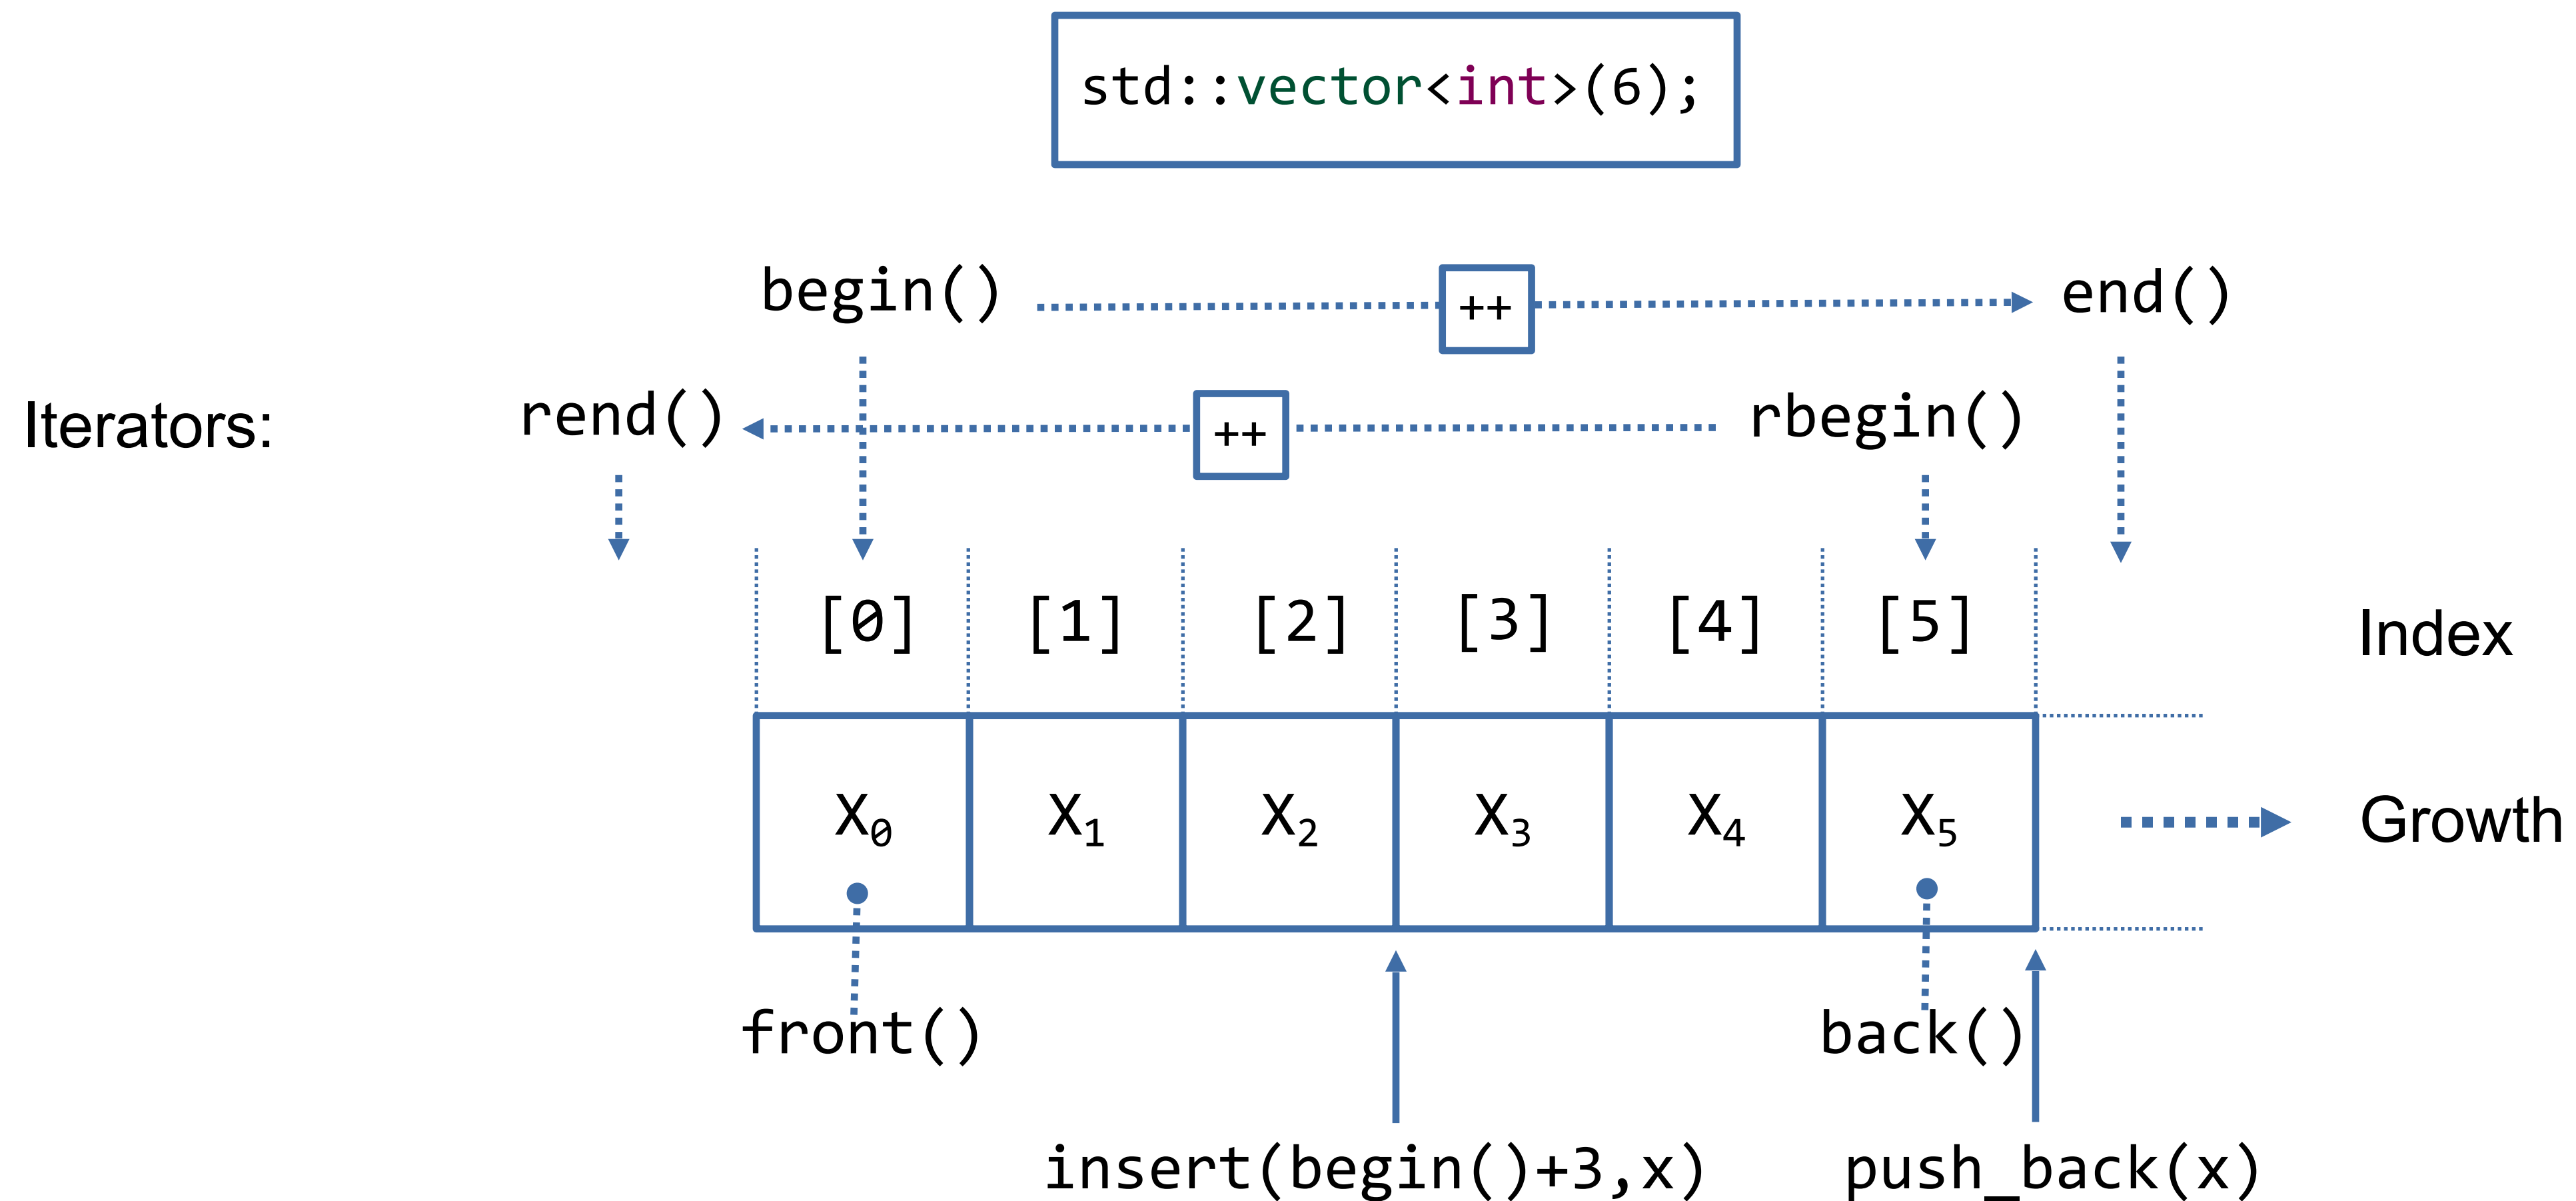 std::vector<int>(6);
begin() ++ end()
Iterators: rend() ++ rbegin()
[0] [1] [2] [3] [4] [5] Index
X₀ X₁ X₂ X₃ X₄ X₅ Growth
front() back()
insert(begin()+3,x) push_back(x)